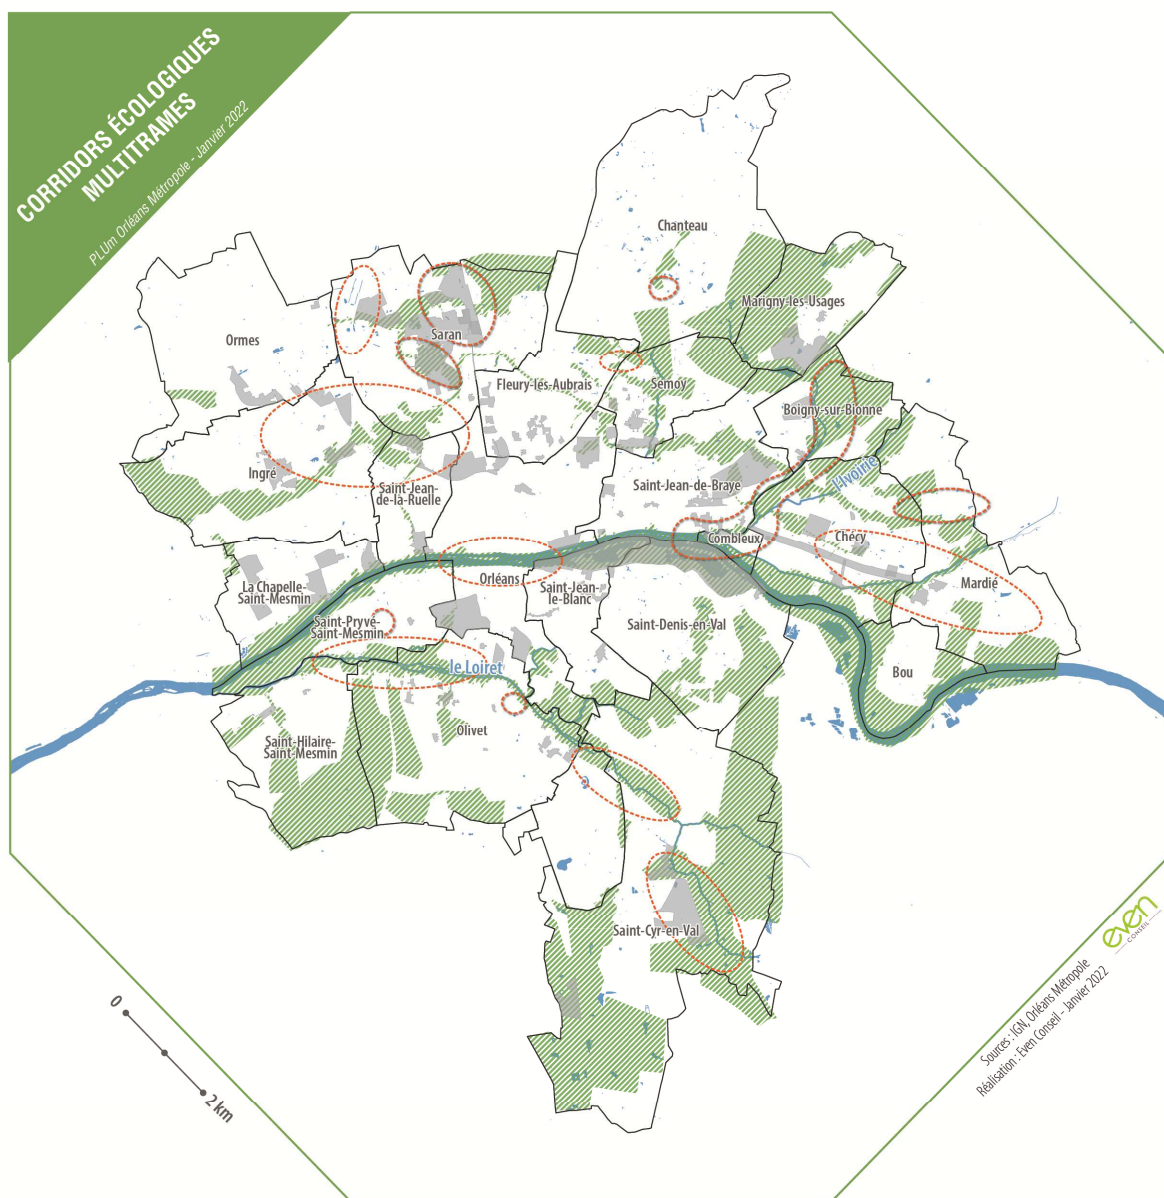 CORRIDORS ÉCOLOGIQUES
MULTITRAMES
PLUm Orléans Métropole - Janvier 2022
Chanteau
Marigny-les-Usages
Ormes
Saran
Fleury-les-Aubrais
Semoy
Boigny-sur-Bionne
Ingré
Saint-Jean-
de-la-Ruelle
Saint-Jean-de-Braye
l'Ivoirie
Combleux
Chécy
Mardié
La Chapelle-
Saint-Mesmin
Orléans
Saint-Jean-
le-Blanc
Saint-Pryvé-
Saint-Mesmin
Saint-Denis-en-Val
le Loiret
Bou
Olivet
Saint-Hilaire-
Saint-Mesmin
Saint-Cyr-en-Val
0
2 km
even
CONSEIL
Sources : IGN, Orléans Métropole
Réalisation : Even Conseil - Janvier 2022